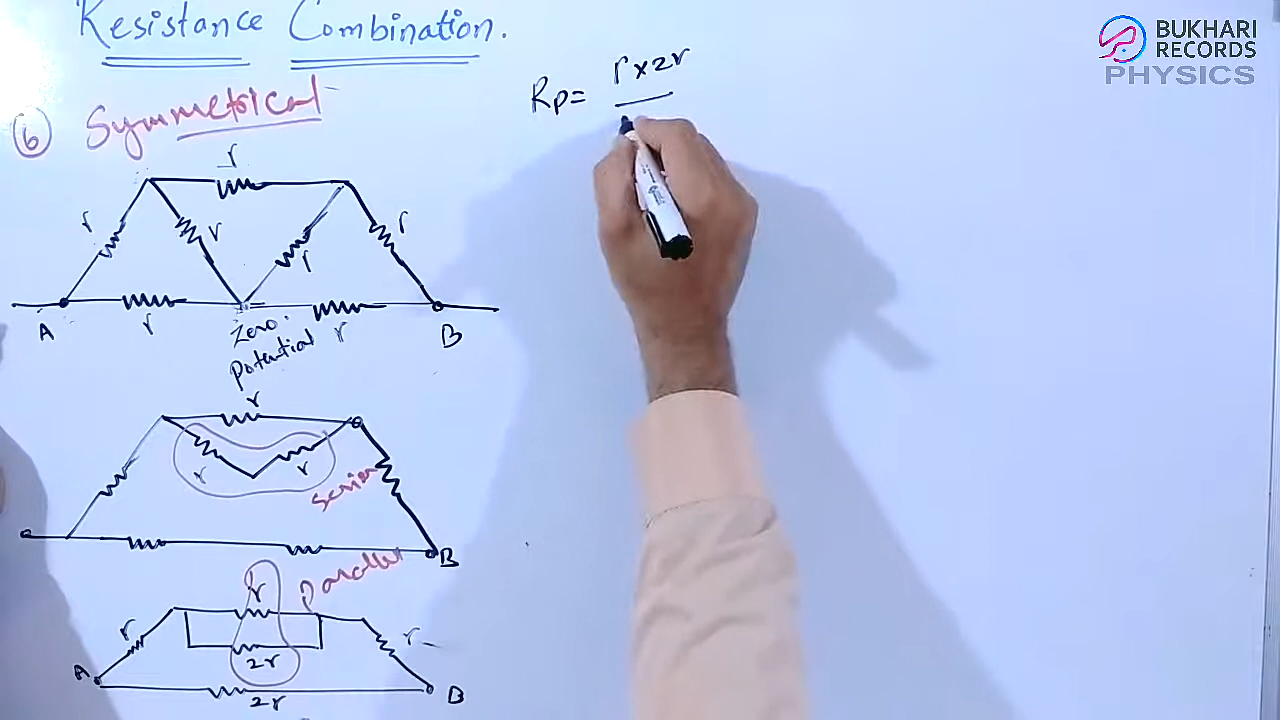 Resistance Combination.
BUKHARI
RECORDS
PHYSICS
Rp = r×2r
6 Symmetrical
r
r r r r
r r
A B
Zero.
potential
r
r r
Series
B
parallel
r
r r
2r
A B
2r